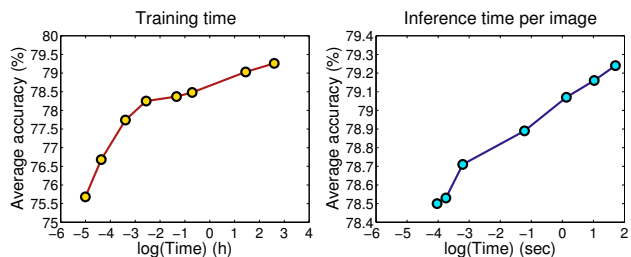 Training time
Average accuracy (%)
80
79.5
79
78.5
78
77.5
77
76.5
76
75.5
75
−6 −5 −4 −3 −2 −1 0 1 2 3 4
log(Time) (h)
Inference time per image
Average accuracy (%)
79.4
79.3
79.2
79.1
79
78.9
78.8
78.7
78.6
78.5
78.4
−6 −5 −4 −3 −2 −1 0 1 2
log(Time) (sec)